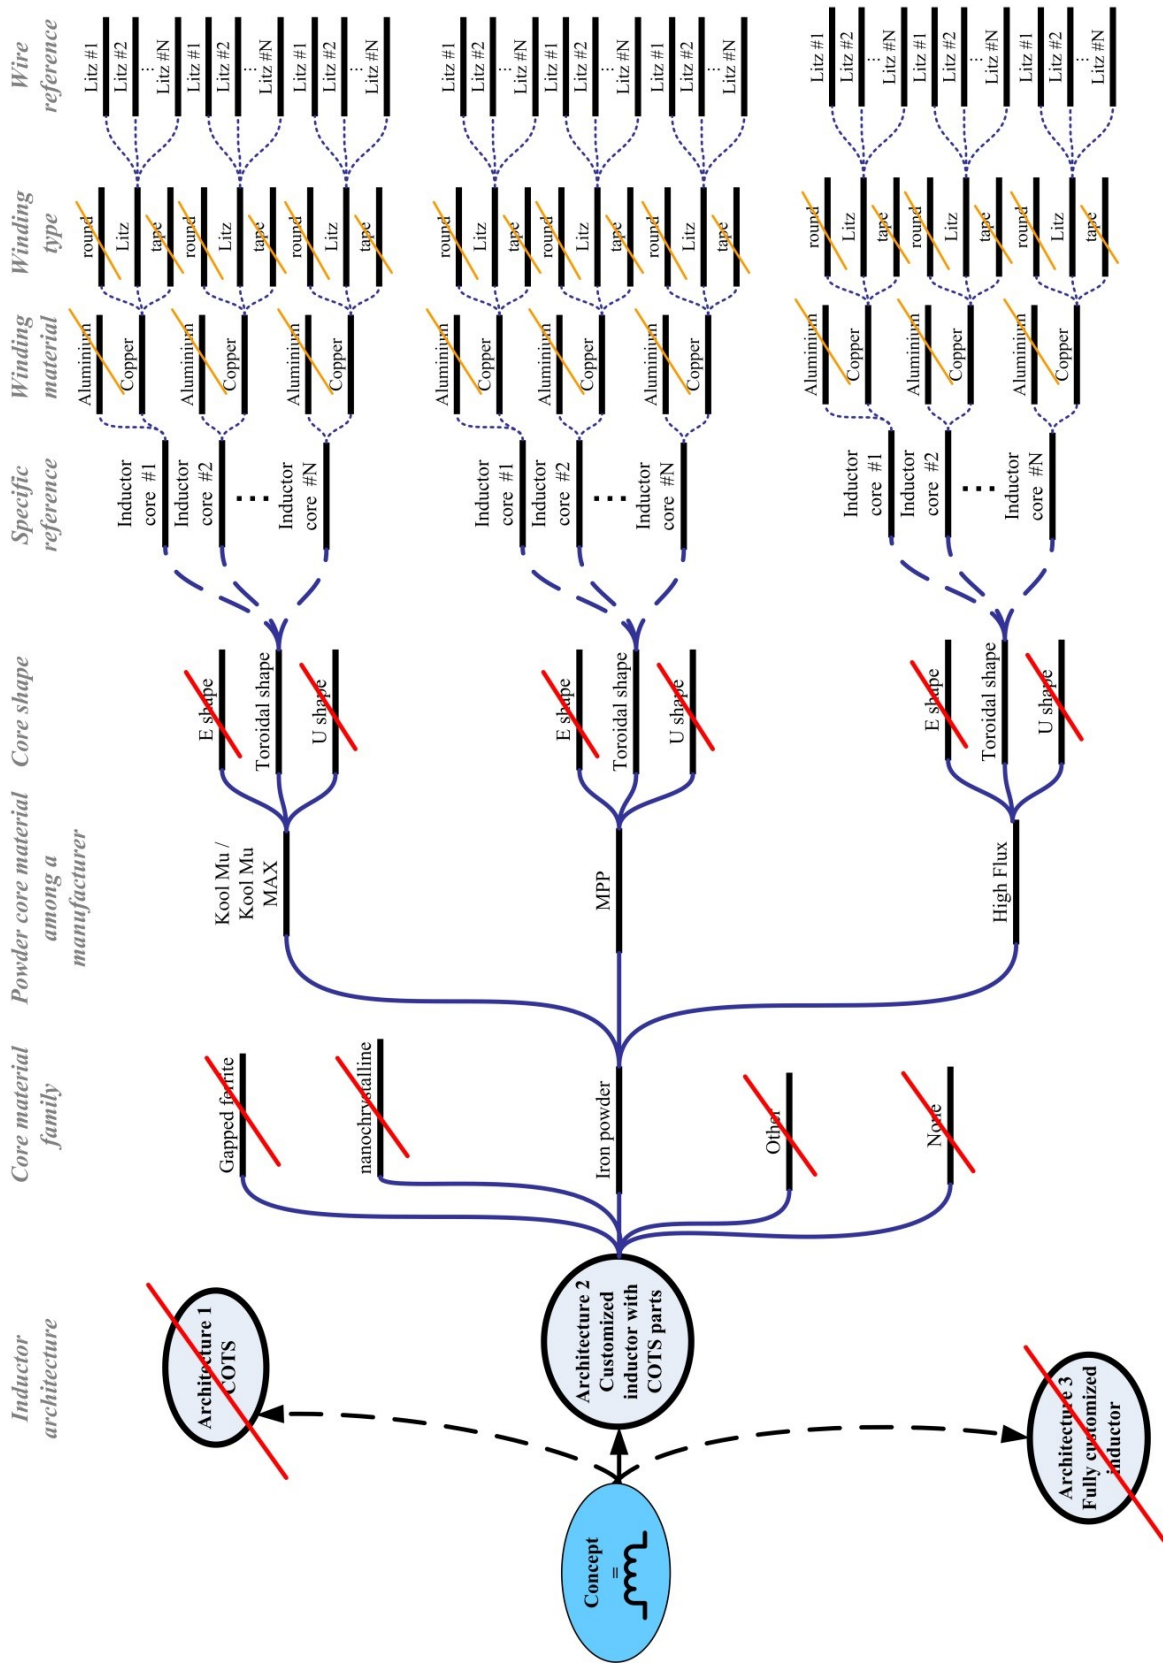 Inductor
architecture
Core material
family
Powder core material
among a
manufacturer
Core shape
Specific
reference
Winding
material
Winding
type
Wire
reference
Concept
=
Architecture 1
COTS
Architecture 2
Customized
inductor with
COTS parts
Architecture 3
Fully customized
inductor
Gapped ferrite
nanochrystalline
Iron powder
Other
None
Kool Mu /
Kool Mu
MAX
MPP
High Flux
E shape
Toroidal shape
U shape
E shape
Toroidal shape
U shape
E shape
Toroidal shape
U shape
Inductor
core #1
Inductor
core #2
...
Inductor
core #N
Inductor
core #1
Inductor
core #2
...
Inductor
core #N
Inductor
core #1
Inductor
core #2
...
Inductor
core #N
Aluminium
Copper
Aluminium
Copper
Aluminium
Copper
Aluminium
Copper
Aluminium
Copper
Aluminium
Copper
Aluminium
Copper
Aluminium
Copper
Aluminium
Copper
round
Litz
tape
round
Litz
tape
round
Litz
tape
round
Litz
tape
round
Litz
tape
round
Litz
tape
round
Litz
tape
round
Litz
tape
round
Litz
tape
Litz #1
Litz #2
...
Litz #N
Litz #1
Litz #2
...
Litz #N
Litz #1
Litz #2
...
Litz #N
Litz #1
Litz #2
...
Litz #N
Litz #1
Litz #2
...
Litz #N
Litz #1
Litz #2
...
Litz #N
Litz #1
Litz #2
...
Litz #N
Litz #1
Litz #2
...
Litz #N
Litz #1
Litz #2
...
Litz #N